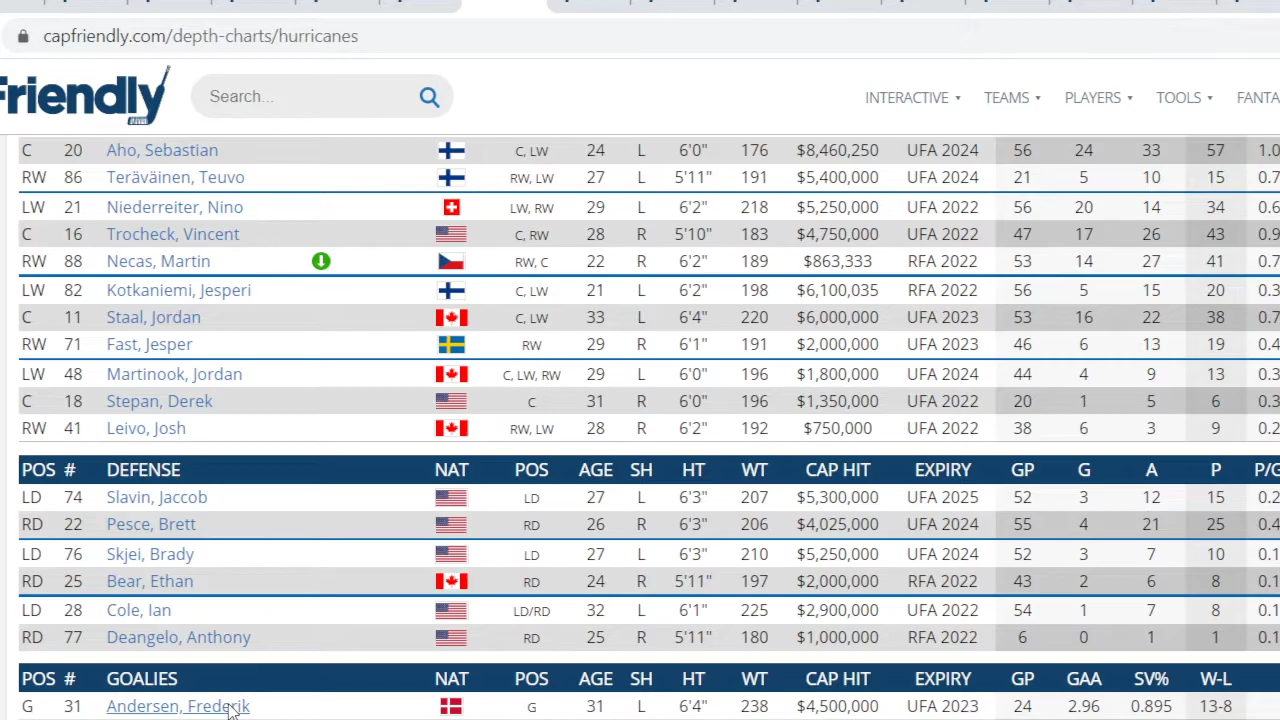 capfriendly.com/depth-charts/hurricanes
Friendly
Search...
INTERACTIVE TEAMS PLAYERS TOOLS FANTA
C 20 Aho, Sebastian C, LW 24 L 6'0" 176 $8,460,250 UFA 2024 56 24 33 57 1.0
RW 86 Teräväinen, Teuvo RW, LW 27 L 5'11" 191 $5,400,000 UFA 2024 21 5 10 15 0.7
LW 21 Niederreiter, Nino LW, RW 29 L 6'2" 218 $5,250,000 UFA 2022 56 20 14 34 0.6
C 16 Trocheck, Vincent C, RW 28 R 5'10" 183 $4,750,000 UFA 2022 47 17 26 43 0.9
RW 88 Necas, Martin RW, C 22 R 6'2" 189 $863,333 RFA 2022 53 14 27 41 0.7
LW 82 Kotkaniemi, Jesperi C, LW 21 L 6'2" 198 $6,100,035 RFA 2022 56 5 15 20 0.3
C 11 Staal, Jordan C, LW 33 L 6'4" 220 $6,000,000 UFA 2023 53 16 22 38 0.7
RW 71 Fast, Jesper RW 29 R 6'1" 191 $2,000,000 UFA 2023 46 6 13 19 0.4
LW 48 Martinook, Jordan C, LW, RW 29 L 6'0" 196 $1,800,000 UFA 2024 44 4 9 13 0.3
C 18 Stepan, Derek C 31 R 6'0" 196 $1,350,000 UFA 2022 20 1 5 6 0.3
RW 41 Leivo, Josh RW, LW 28 R 6'2" 192 $750,000 UFA 2022 38 6 3 9 0.2
POS # DEFENSE NAT POS AGE SH HT WT CAP HIT EXPIRY GP G A P P/G
LD 74 Slavin, Jaccob LD 27 L 6'3" 207 $5,300,000 UFA 2025 52 3 12 15 0.2
RD 22 Pesce, Brett RD 26 R 6'3" 206 $4,025,000 UFA 2024 55 4 21 25 0.4
LD 76 Skjei, Brady LD 27 L 6'3" 210 $5,250,000 UFA 2024 52 3 7 10 0.1
RD 25 Bear, Ethan RD 24 R 5'11" 197 $2,000,000 RFA 2022 43 2 6 8 0.1
LD 28 Cole, Ian LD/RD 32 L 6'1" 225 $2,900,000 UFA 2022 54 1 7 8 0.1
RD 77 Deangelo, Anthony RD 25 R 5'11" 180 $1,000,000 RFA 2022 6 0 1 1 0.1
POS # GOALIES NAT POS AGE SH HT WT CAP HIT EXPIRY GP GAA SV% W-L
G 31 Andersen, Frederik G 31 L 6'4" 238 $4,500,000 UFA 2023 24 2.96 0.895 13-8